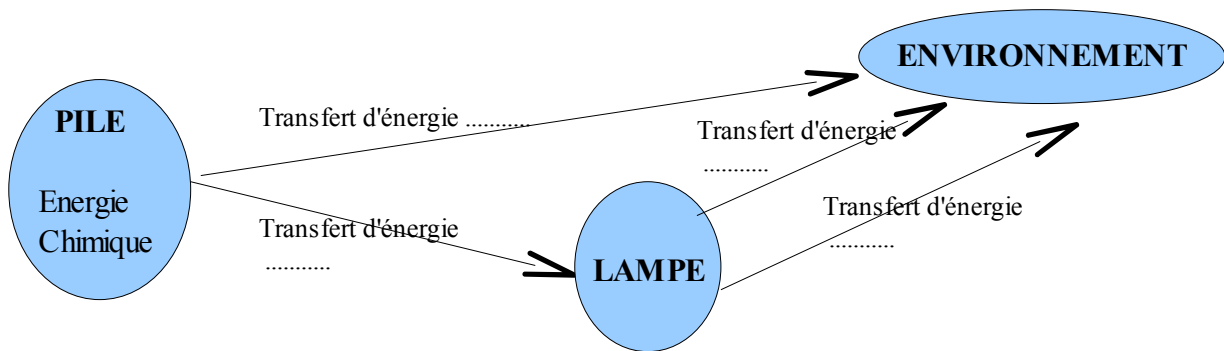 ENVIRONNEMENT
PILE
Energie
Chimique
Transfert d'énergie ...........
Transfert d'énergie
...........
Transfert d'énergie
...........
Transfert d'énergie
...........
LAMPE